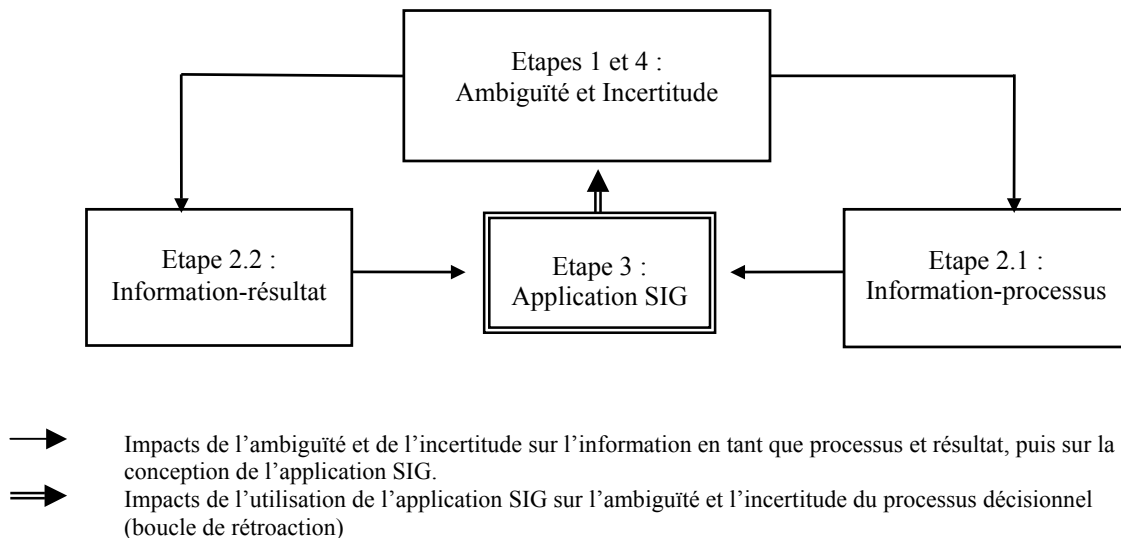 Etapes 1 et 4 :
Ambiguïté et Incertitude
Etape 2.2 :
Information-résultat
Etape 3 :
Application SIG
Etape 2.1 :
Information-processus
Impacts de l’ambiguïté et de l’incertitude sur l’information en tant que processus et résultat, puis sur la
conception de l’application SIG.
Impacts de l’utilisation de l’application SIG sur l’ambiguïté et l’incertitude du processus décisionnel
(boucle de rétroaction)